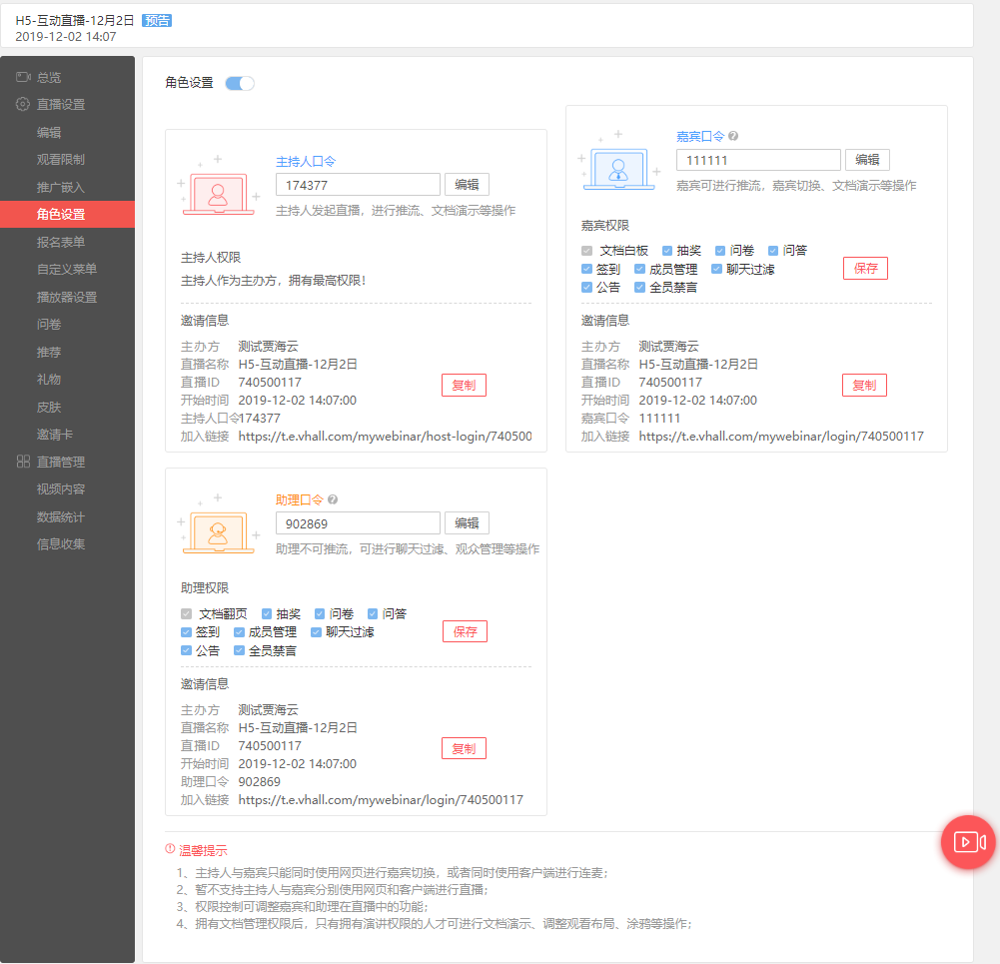 H5-互动直播-12月2日 预告
2019-12-02 14:07
总览
直播设置
编辑
观看限制
推广嵌入
角色设置
报名表单
自定义菜单
播放器设置
问卷
推荐
礼物
皮肤
邀请卡
直播管理
视频内容
数据统计
信息收集
角色设置
主持人口令
174377 编辑
主持人发起直播，进行推流、文档演示等操作
主持人权限
主持人作为主办方，拥有最高权限！
邀请信息
主办方 测试贾海云
直播名称 H5-互动直播-12月2日
直播ID 740500117
复制
开始时间 2019-12-02 14:07:00
主持人口令174377
加入链接 https://t.e.vhall.com/mywebinar/host-login/740500
嘉宾口令
111111 编辑
嘉宾可进行推流，嘉宾切换、文档演示等操作
嘉宾权限
文档白板 抽奖 问卷 问答
签到 成员管理 聊天过滤
保存
公告 全员禁言
邀请信息
主办方 测试贾海云
直播名称 H5-互动直播-12月2日
直播ID 740500117
复制
开始时间 2019-12-02 14:07:00
嘉宾口令 111111
加入链接 https://t.e.vhall.com/mywebinar/login/740500117
助理口令
902869 编辑
助理不可推流，可进行聊天过滤、观众管理等操作
助理权限
文档翻页 抽奖 问卷 问答
签到 成员管理 聊天过滤
保存
公告 全员禁言
邀请信息
主办方 测试贾海云
直播名称 H5-互动直播-12月2日
直播ID 740500117
复制
开始时间 2019-12-02 14:07:00
助理口令 902869
加入链接 https://t.e.vhall.com/mywebinar/login/740500117
温馨提示
1、主持人与嘉宾只能同时使用网页进行嘉宾切换，或者同时使用客户端进行连麦；
2、暂不支持主持人与嘉宾分别使用网页和客户端进行直播；
3、权限控制可调整嘉宾和助理在直播中的功能；
4、拥有文档管理权限后，只有拥有演讲权限的人才可进行文档演示、调整观看布局、涂鸦等操作；